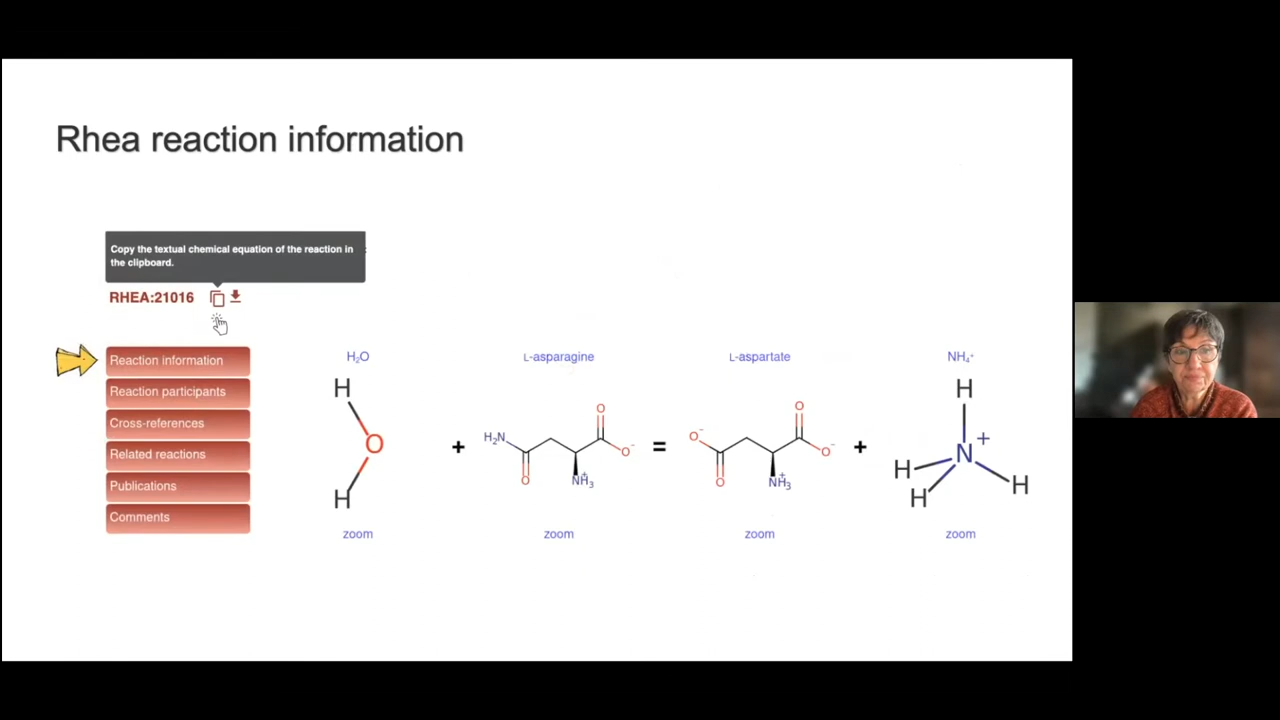 Rhea reaction information
Copy the textual chemical equation of the reaction in
the clipboard.
RHEA:21016
Reaction information
Reaction participants
Cross-references
Related reactions
Publications
Comments
H₂O
L-asparagine
L-aspartate
NH₄⁺
H
O
H
+
H₂N
O
O
O⁻
NH₃
+
=
O⁻
O
O
O⁻
NH₃
+
+
H
N
+
H
H
H
zoom
zoom
zoom
zoom